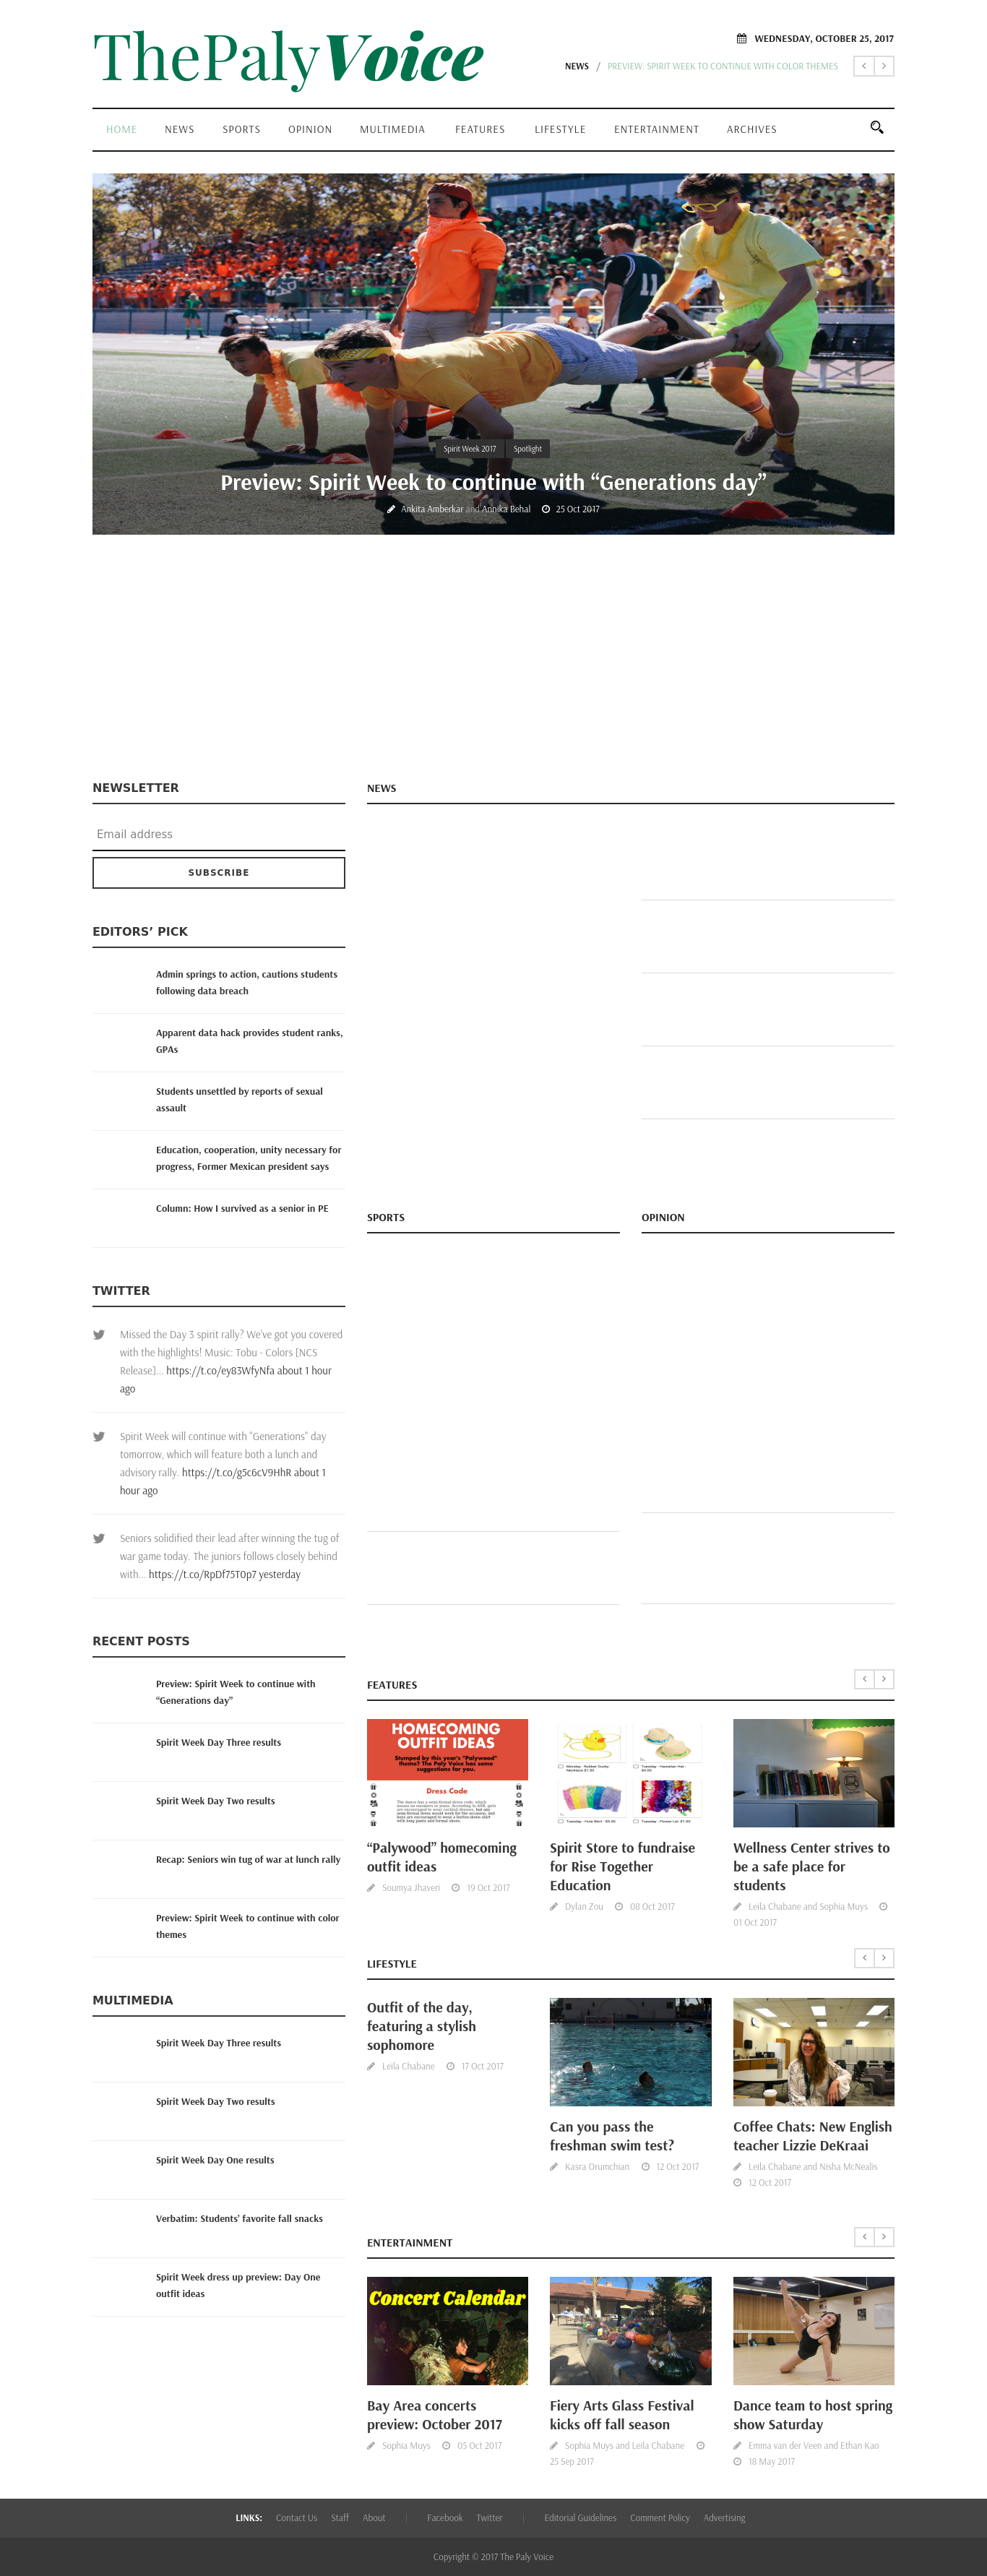 ThePalyVoice
WEDNESDAY, OCTOBER 25, 2017
NEWS / PREVIEW: SPIRIT WEEK TO CONTINUE WITH COLOR THEMES
HOME NEWS SPORTS OPINION MULTIMEDIA FEATURES LIFESTYLE ENTERTAINMENT ARCHIVES
11
Spirit Week 2017 Spotlight
Preview: Spirit Week to continue with “Generations day”
Ankita Amberkar and Annika Behal 25 Oct 2017
NEWSLETTER
Email address
SUBSCRIBE
EDITORS’ PICK
Admin springs to action, cautions students
following data breach
Apparent data hack provides student ranks,
GPAs
Students unsettled by reports of sexual
assault
Education, cooperation, unity necessary for
progress, Former Mexican president says
Column: How I survived as a senior in PE
TWITTER
Missed the Day 3 spirit rally? We've got you covered
with the highlights! Music: Tobu - Colors [NCS
Release]... https://t.co/ey83WfyNfa about 1 hour
ago
Spirit Week will continue with "Generations" day
tomorrow, which will feature both a lunch and
advisory rally. https://t.co/g5c6cV9HhR about 1
hour ago
Seniors solidified their lead after winning the tug of
war game today. The juniors follows closely behind
with... https://t.co/RpDf75T0p7 yesterday
RECENT POSTS
Preview: Spirit Week to continue with
“Generations day”
Spirit Week Day Three results
Spirit Week Day Two results
Recap: Seniors win tug of war at lunch rally
Preview: Spirit Week to continue with color
themes
MULTIMEDIA
Spirit Week Day Three results
Spirit Week Day Two results
Spirit Week Day One results
Verbatim: Students’ favorite fall snacks
Spirit Week dress up preview: Day One
outfit ideas
NEWS
SPORTS
OPINION
FEATURES
HOMECOMING
OUTFIT IDEAS
Stumped by this year's "Palywood"
theme? The Paly Voice has some
suggestions for you.
Dress Code
“Palywood” homecoming
outfit ideas
Soumya Jhaveri 19 Oct 2017
Spirit Store to fundraise
for Rise Together
Education
Dylan Zou 08 Oct 2017
Wellness Center strives to
be a safe place for
students
Leila Chabane and Sophia Muys
01 Oct 2017
LIFESTYLE
Outfit of the day,
featuring a stylish
sophomore
Leila Chabane 17 Oct 2017
Can you pass the
freshman swim test?
Kasra Orumchian 12 Oct 2017
Coffee Chats: New English
teacher Lizzie DeKraai
Leila Chabane and Nisha McNealis
12 Oct 2017
ENTERTAINMENT
Concert Calendar
Bay Area concerts
preview: October 2017
Sophia Muys 05 Oct 2017
Fiery Arts Glass Festival
kicks off fall season
Sophia Muys and Leila Chabane
25 Sep 2017
Dance team to host spring
show Saturday
Emma van der Veen and Ethan Kao
18 May 2017
LINKS: Contact Us Staff About | Facebook Twitter | Editorial Guidelines Comment Policy Advertising
Copyright © 2017 The Paly Voice